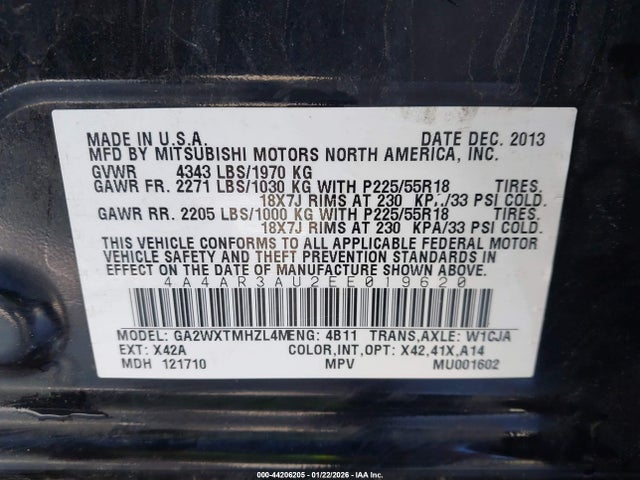 MADE IN U.S.A. DATE DEC. 2013
MFD BY MITSUBISHI MOTORS NORTH AMERICA, INC.
GVWR 4343 LBS/1970 KG
GAWR FR. 2271 LBS/1030 KG WITH P225/55R18 TIRES.
18X7J RIMS AT 230 KPA/33 PSI COLD.
GAWR RR. 2205 LBS/1000 KG WITH P225/55R18 TIRES.
18X7J RIMS AT 230 KPA/33 PSI COLD.
THIS VEHICLE CONFORMS TO ALL APPLICABLE FEDERAL MOTOR
VEHICLE SAFETY AND THEFT PREVENTION STANDARDS IN
EFFECT ON THE DATE OF MANUFACTURE SHOWN ABOVE.
4A4AR3AU2EE019620
MODEL: GA2WXTMHZL4M ENG: 4B11 TRANS,AXLE: W1CJA
EXT: X42A COLOR,INT,OPT: X42,41X,A14
MDH 121710 MPV MU001602
000-44206205 - 01/22/2026 - Copyright IAA, Inc.